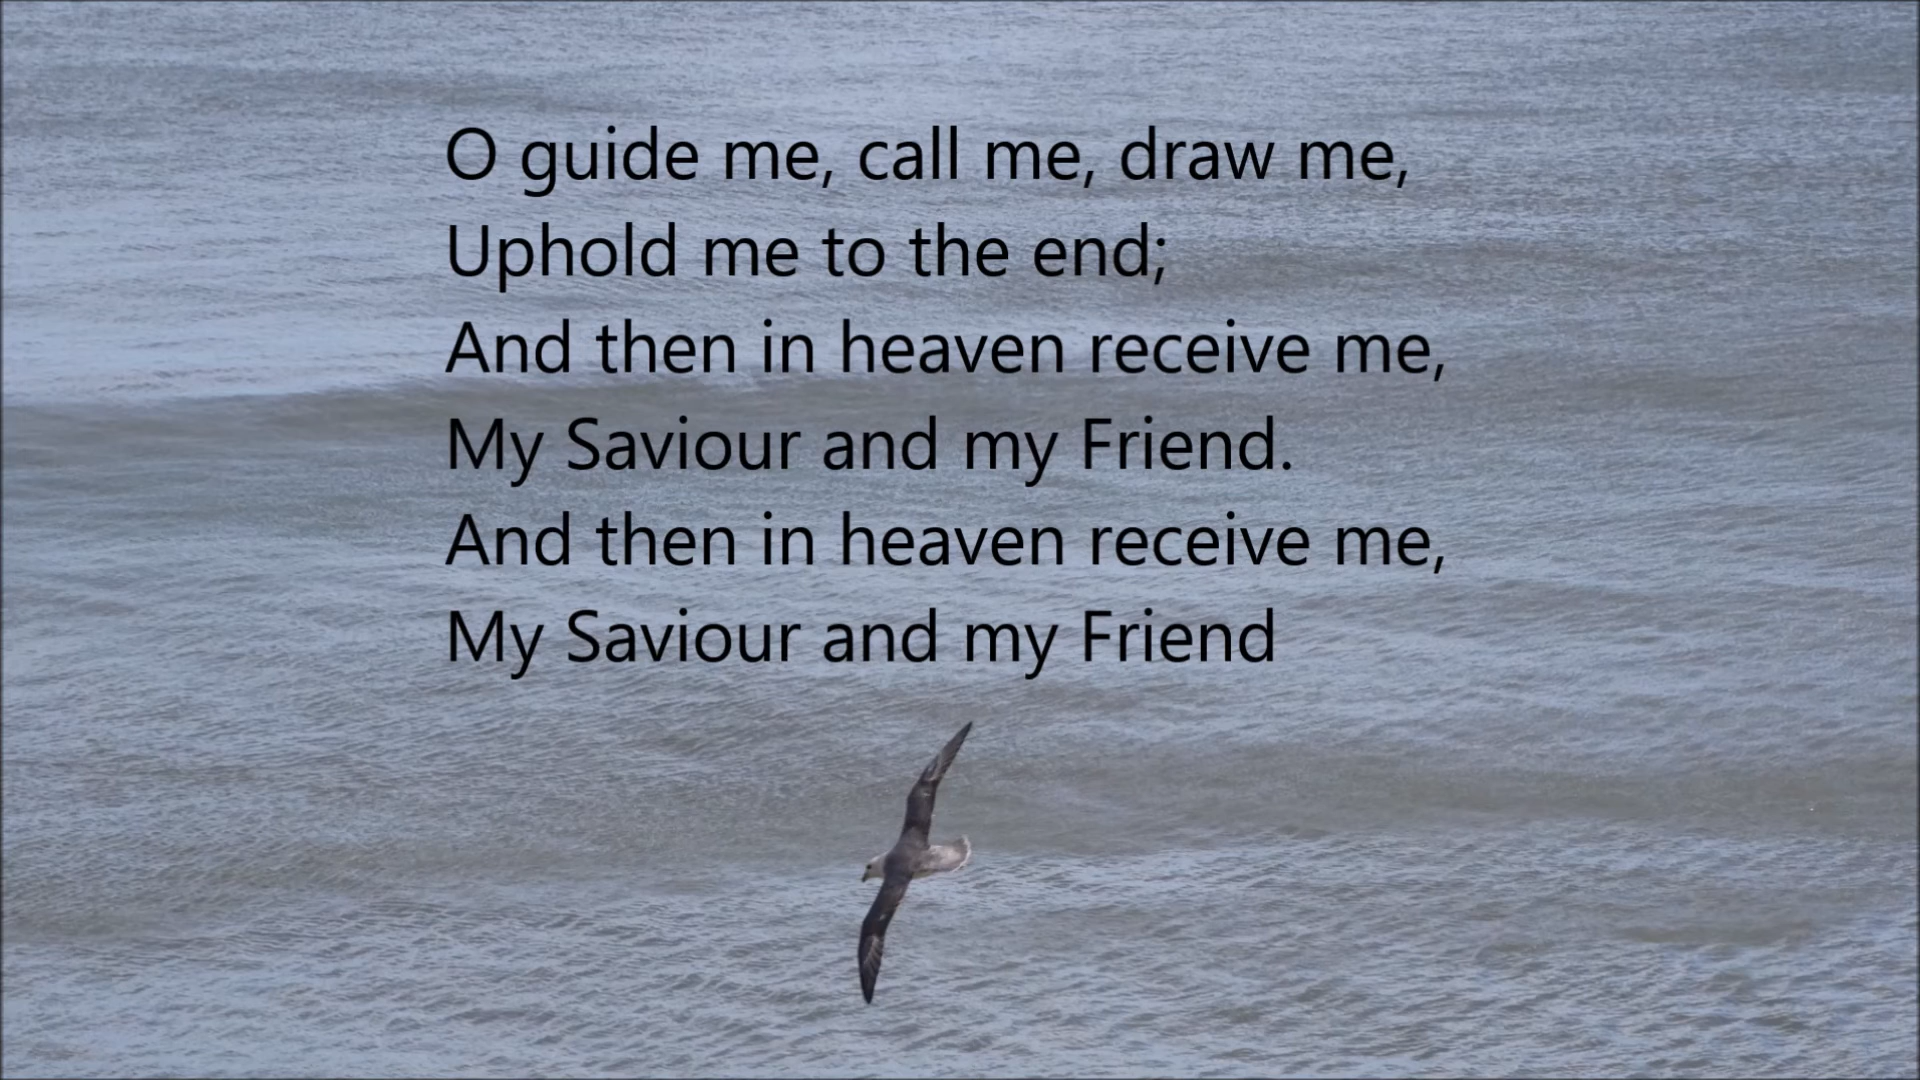 O guide me, call me, draw me,
Uphold me to the end;
And then in heaven receive me,
My Saviour and my Friend.
And then in heaven receive me,
My Saviour and my Friend